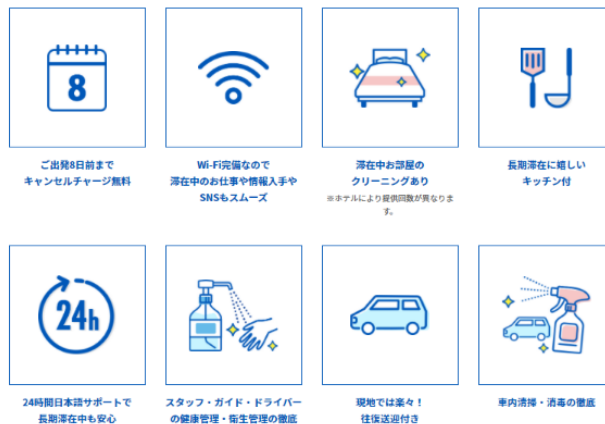 8
ご出発8日前まで
キャンセルチャージ無料
Wi-Fi完備なので
滞在中のお仕事や情報入手や
SNSもスムーズ
滞在中お部屋の
クリーニングあり
※ホテルにより提供回数が異なりま
す。
長期滞在に嬉しい
キッチン付
24h
24時間日本語サポートで
長期滞在中も安心
スタッフ・ガイド・ドライバー
の健康管理・衛生管理の徹底
現地では楽々！
往復送迎付き
車内清掃・消毒の徹底